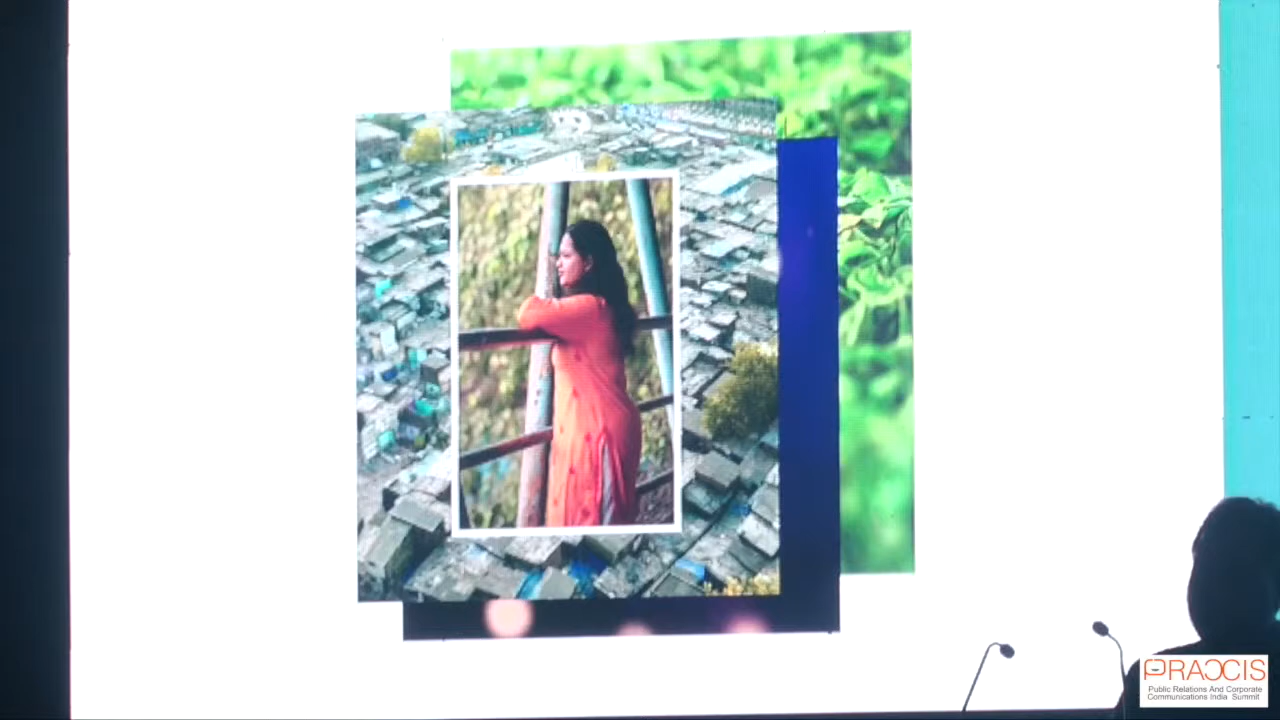 PRACCIS
Public Relations And Corporate
Communications India Summit